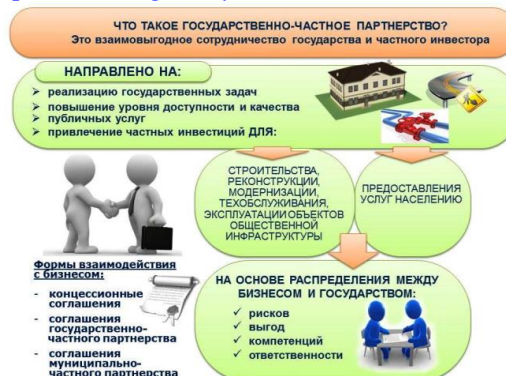 ЧТО ТАКОЕ ГОСУДАРСТВЕННО-ЧАСТНОЕ ПАРТНЕРСТВО?
Это взаимовыгодное сотрудничество государства и частного инвестора
НАПРАВЛЕНО НА:
➢ реализацию государственных задач
➢ повышение уровня доступности и качества
➢ публичных услуг
➢ привлечение частных инвестиций ДЛЯ:
СТРОИТЕЛЬСТВА,
РЕКОНСТРУКЦИИ,
МОДЕРНИЗАЦИИ,
ТЕХОБСЛУЖИВАНИЯ,
ЭКСПЛУАТАЦИИ ОБЪЕКТОВ
ОБЩЕСТВЕННОЙ
ИНФРАСТРУКТУРЫ
ПРЕДОСТАВЛЕНИЯ
УСЛУГ НАСЕЛЕНИЮ
Формы взаимодействия
с бизнесом:
- концессионные
соглашения
- соглашения
государственно-
частного партнерства
- соглашения
муниципально-
частного партнерства
НА ОСНОВЕ РАСПРЕДЕЛЕНИЯ МЕЖДУ
БИЗНЕСОМ И ГОСУДАРСТВОМ:
✓ рисков
✓ выгод
✓ компетенций
✓ ответственности